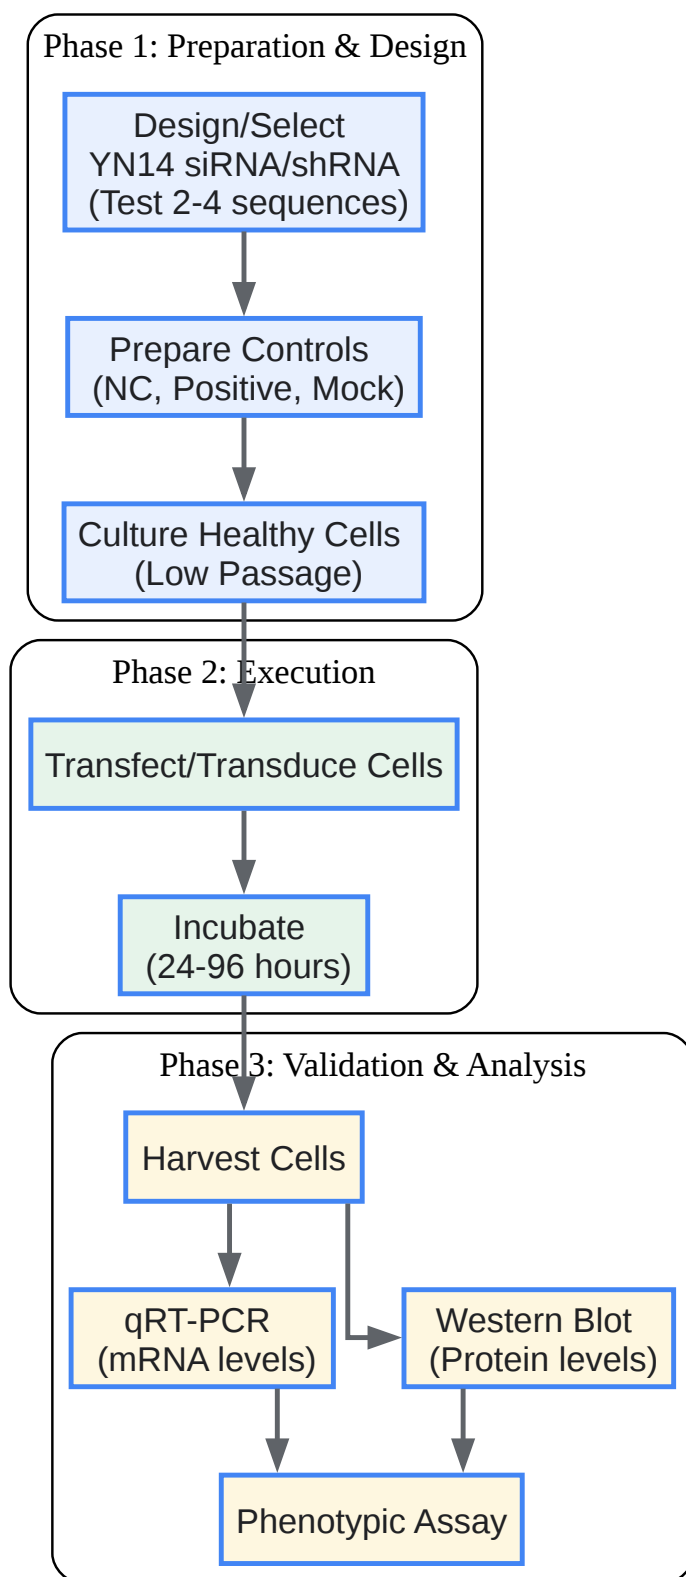 Phase 1: Preparation & Design
Design/Select
YN14 siRNA/shRNA
(Test 2-4 sequences)
Prepare Controls
(NC, Positive, Mock)
Culture Healthy Cells
(Low Passage)
Phase 2: Execution
Transfect/Transduce Cells
Incubate
(24-96 hours)
Phase 3: Validation & Analysis
Harvest Cells
qRT-PCR
(mRNA levels)
Western Blot
(Protein levels)
Phenotypic Assay